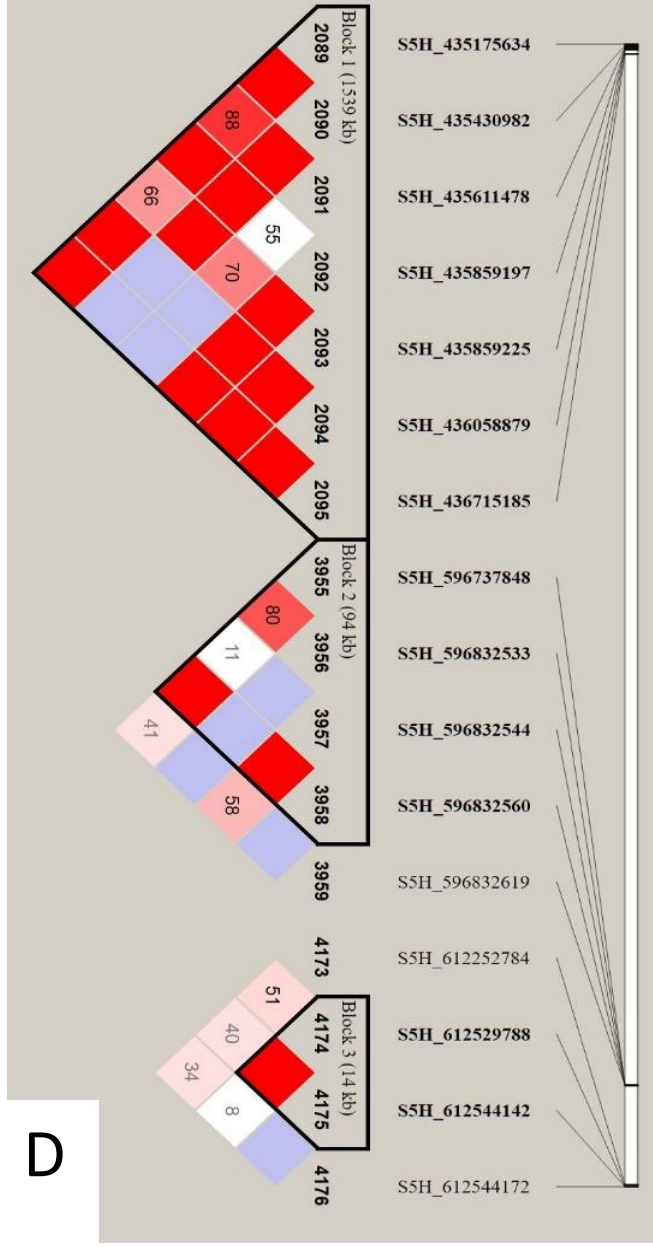 Block 1 (1539 kb)
2089
2090
2091
2092
2093
2094
2095
88
66
55
70
Block 2 (94 kb)
3955
3956
3957
3958
3959
80
11
41
58
Block 3 (14 kb)
4173
4174
4175
4176
51
40
34
8
S5H_435175634
S5H_435430982
S5H_435611478
S5H_435859197
S5H_435859225
S5H_436058879
S5H_436715185
S5H_596737848
S5H_596832533
S5H_596832544
S5H_596832560
S5H_596832619
S5H_612252784
S5H_612529788
S5H_612544142
S5H_612544172
D